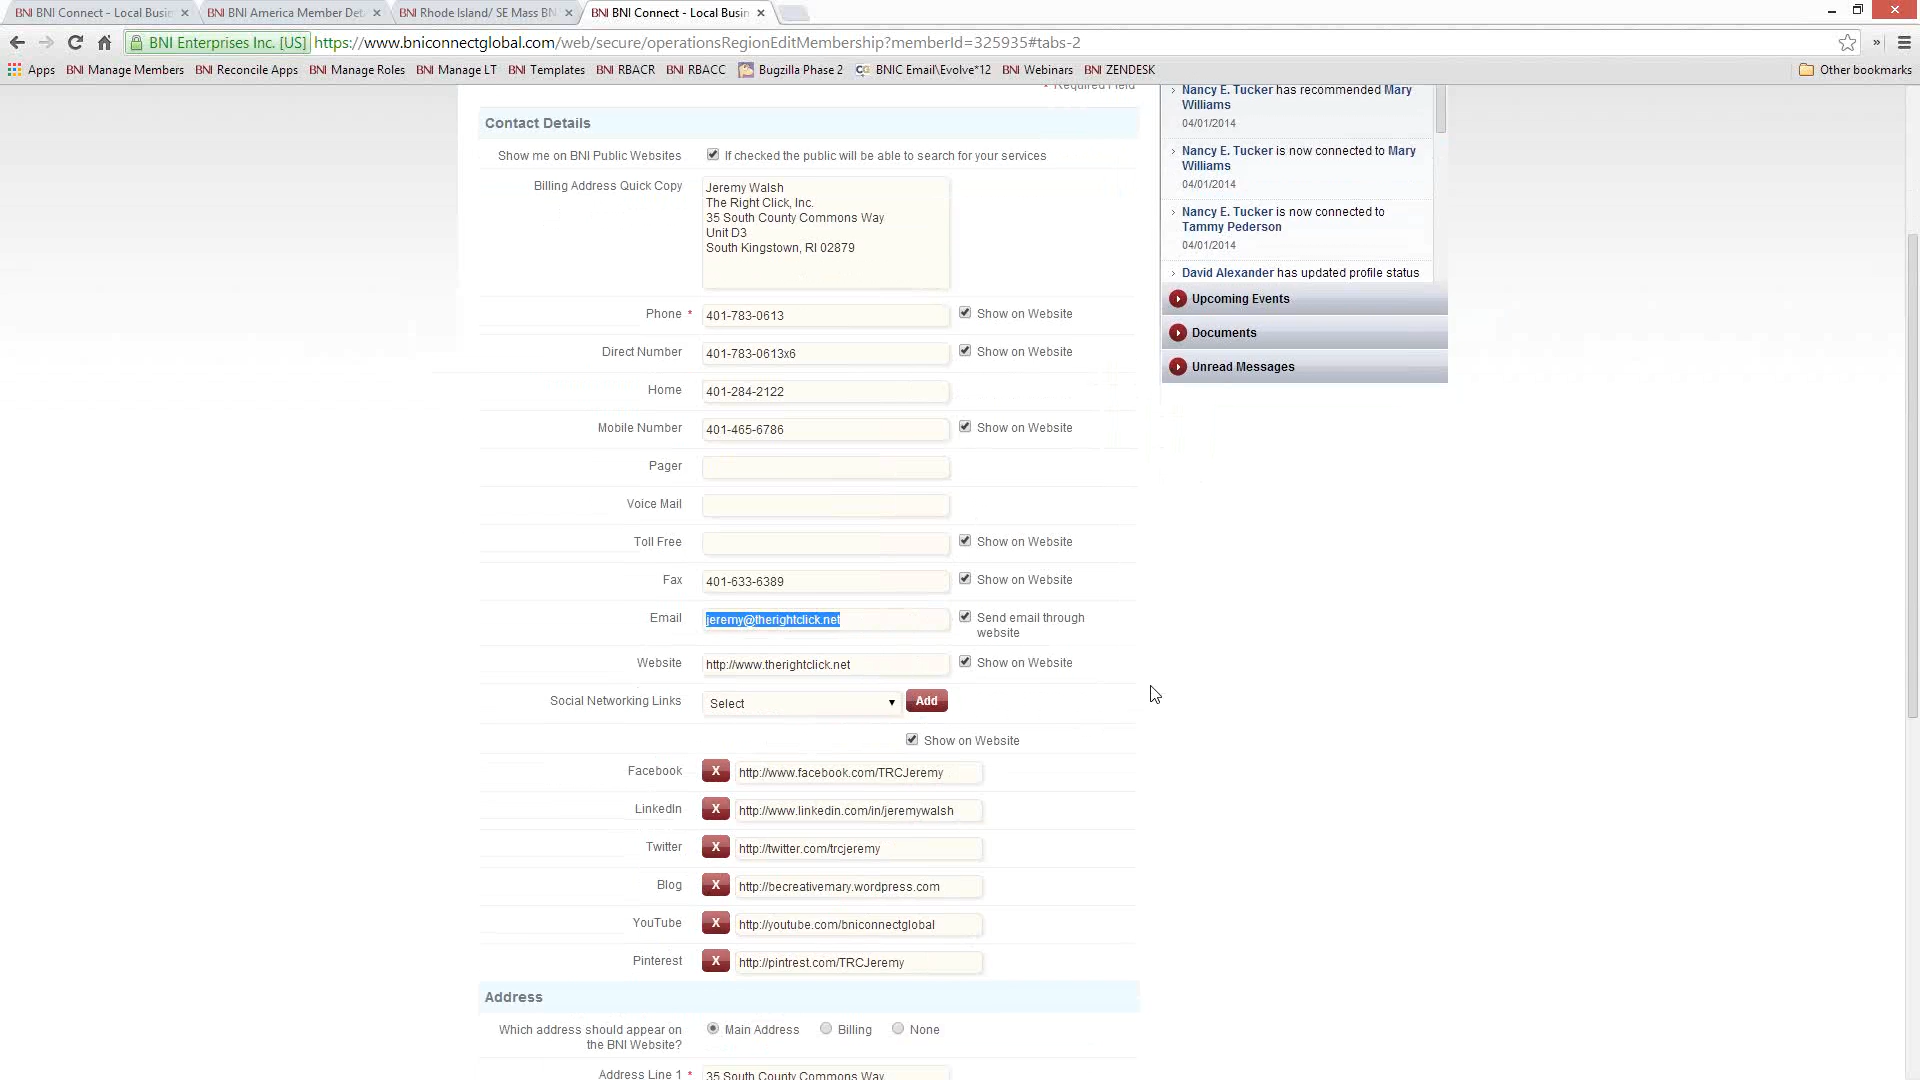 BNI BNI Connect - Local Busin
BNI BNI America Member Det
BNI Rhode Island/ SE Mass BN
BNI BNI Connect - Local Busin
BNI Enterprises Inc. [US]
https://www.bniconnectglobal.com/web/secure/operationsRegionEditMembership?memberId=325935#tabs-2
Apps
BNI Manage Members
BNI Reconcile Apps
BNI Manage Roles
BNI Manage LT
BNI Templates
BNI RBACR
BNI RBACC
Bugzilla Phase 2
BNIC Email\Evolve*12
BNI Webinars
BNI ZENDESK
Other bookmarks
* Required Field
Contact Details
Show me on BNI Public Websites
If checked the public will be able to search for your services
Billing Address Quick Copy
Jeremy Walsh
The Right Click, Inc.
35 South County Commons Way
Unit D3
South Kingstown, RI 02879
Phone *
401-783-0613
Show on Website
Direct Number
401-783-0613x6
Show on Website
Home
401-284-2122
Mobile Number
401-465-6786
Show on Website
Pager
Voice Mail
Toll Free
Show on Website
Fax
401-633-6389
Show on Website
Email
jeremy@therightclick.net
Send email through
website
Website
http://www.therightclick.net
Show on Website
Social Networking Links
Select
Add
Show on Website
Facebook
X
http://www.facebook.com/TRCJeremy
LinkedIn
X
http://www.linkedin.com/in/jeremywalsh
Twitter
X
http://twitter.com/trcjeremy
Blog
X
http://becreativemary.wordpress.com
YouTube
X
http://youtube.com/bniconnectglobal
Pinterest
X
http://pintrest.com/TRCJeremy
Address
Which address should appear on
the BNI Website?
Main Address
Billing
None
Address Line 1 *
35 South County Commons Way
Nancy E. Tucker has recommended Mary
Williams
04/01/2014
Nancy E. Tucker is now connected to Mary
Williams
04/01/2014
Nancy E. Tucker is now connected to
Tammy Pederson
04/01/2014
David Alexander has updated profile status
Upcoming Events
Documents
Unread Messages